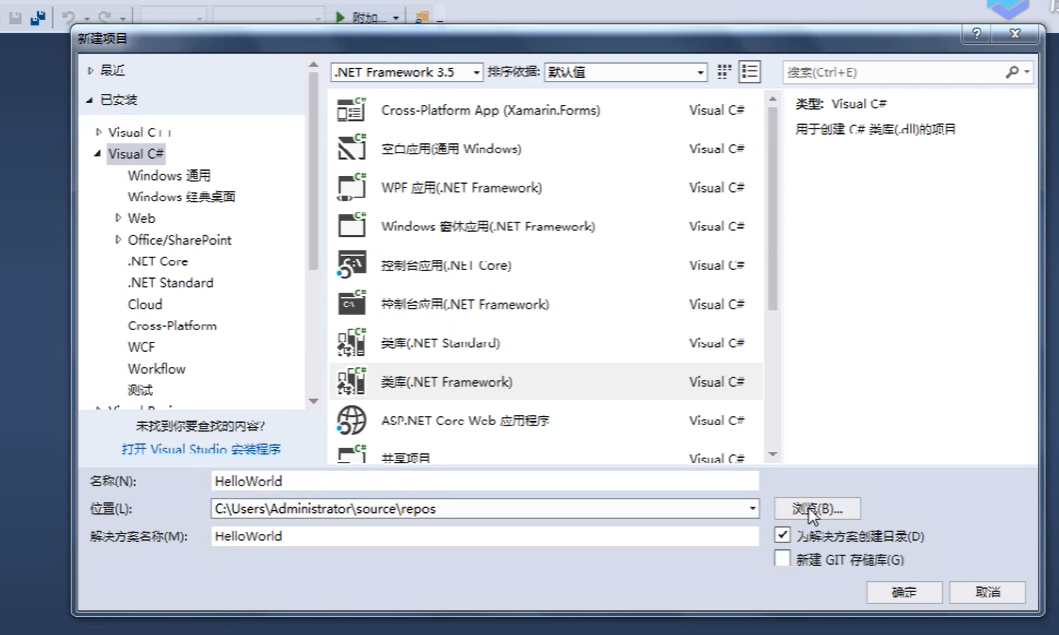 附加...
新建项目
最近
已安装
Visual C++
Visual C#
Windows 通用
Windows 经典桌面
Web
Office/SharePoint
.NET Core
.NET Standard
Cloud
Cross-Platform
WCF
Workflow
测试
未找到你要查找的内容?
打开 Visual Studio 安装程序
.NET Framework 3.5 排序依据: 默认值
Cross-Platform App (Xamarin.Forms) Visual C#
空白应用(通用 Windows) Visual C#
WPF 应用(.NET Framework) Visual C#
Windows 窗体应用(.NET Framework) Visual C#
控制台应用(.NET Core) Visual C#
控制台应用(.NET Framework) Visual C#
类库(.NET Standard) Visual C#
类库(.NET Framework) Visual C#
ASP.NET Core Web 应用程序 Visual C#
共享项目 Visual C#
搜索(Ctrl+E)
类型: Visual C#
用于创建 C# 类库(.dll)的项目
名称(N): HelloWorld
位置(L): C:\Users\Administrator\source\repos 浏览(B)...
解决方案名称(M): HelloWorld
为解决方案创建目录(D)
新建 GIT 存储库(G)
确定 取消